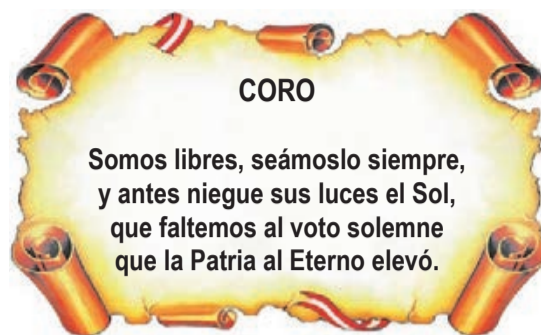 CORO
Somos libres, seámoslo siempre,
y antes niegue sus luces el Sol,
que faltemos al voto solemne
que la Patria al Eterno elevó.